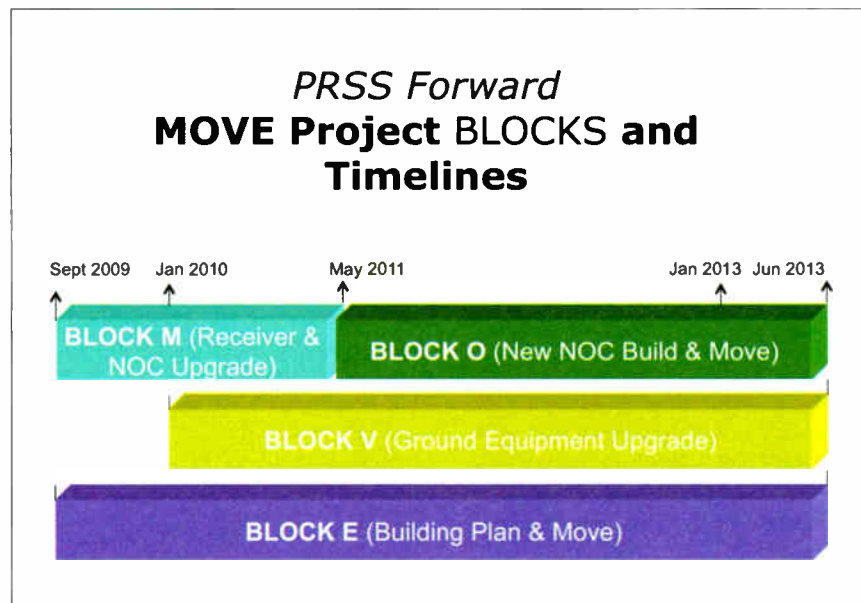 PRSS Forward
MOVE Project BLOCKS and
Timelines
Sept 2009 Jan 2010 May 2011 Jan 2013 Jun 2013
BLOCK M (Receiver &
NOC Upgrade)
BLOCK O (New NOC Build & Move)
BLOCK V (Ground Equipment Upgrade)
BLOCK E (Building Plan & Move)